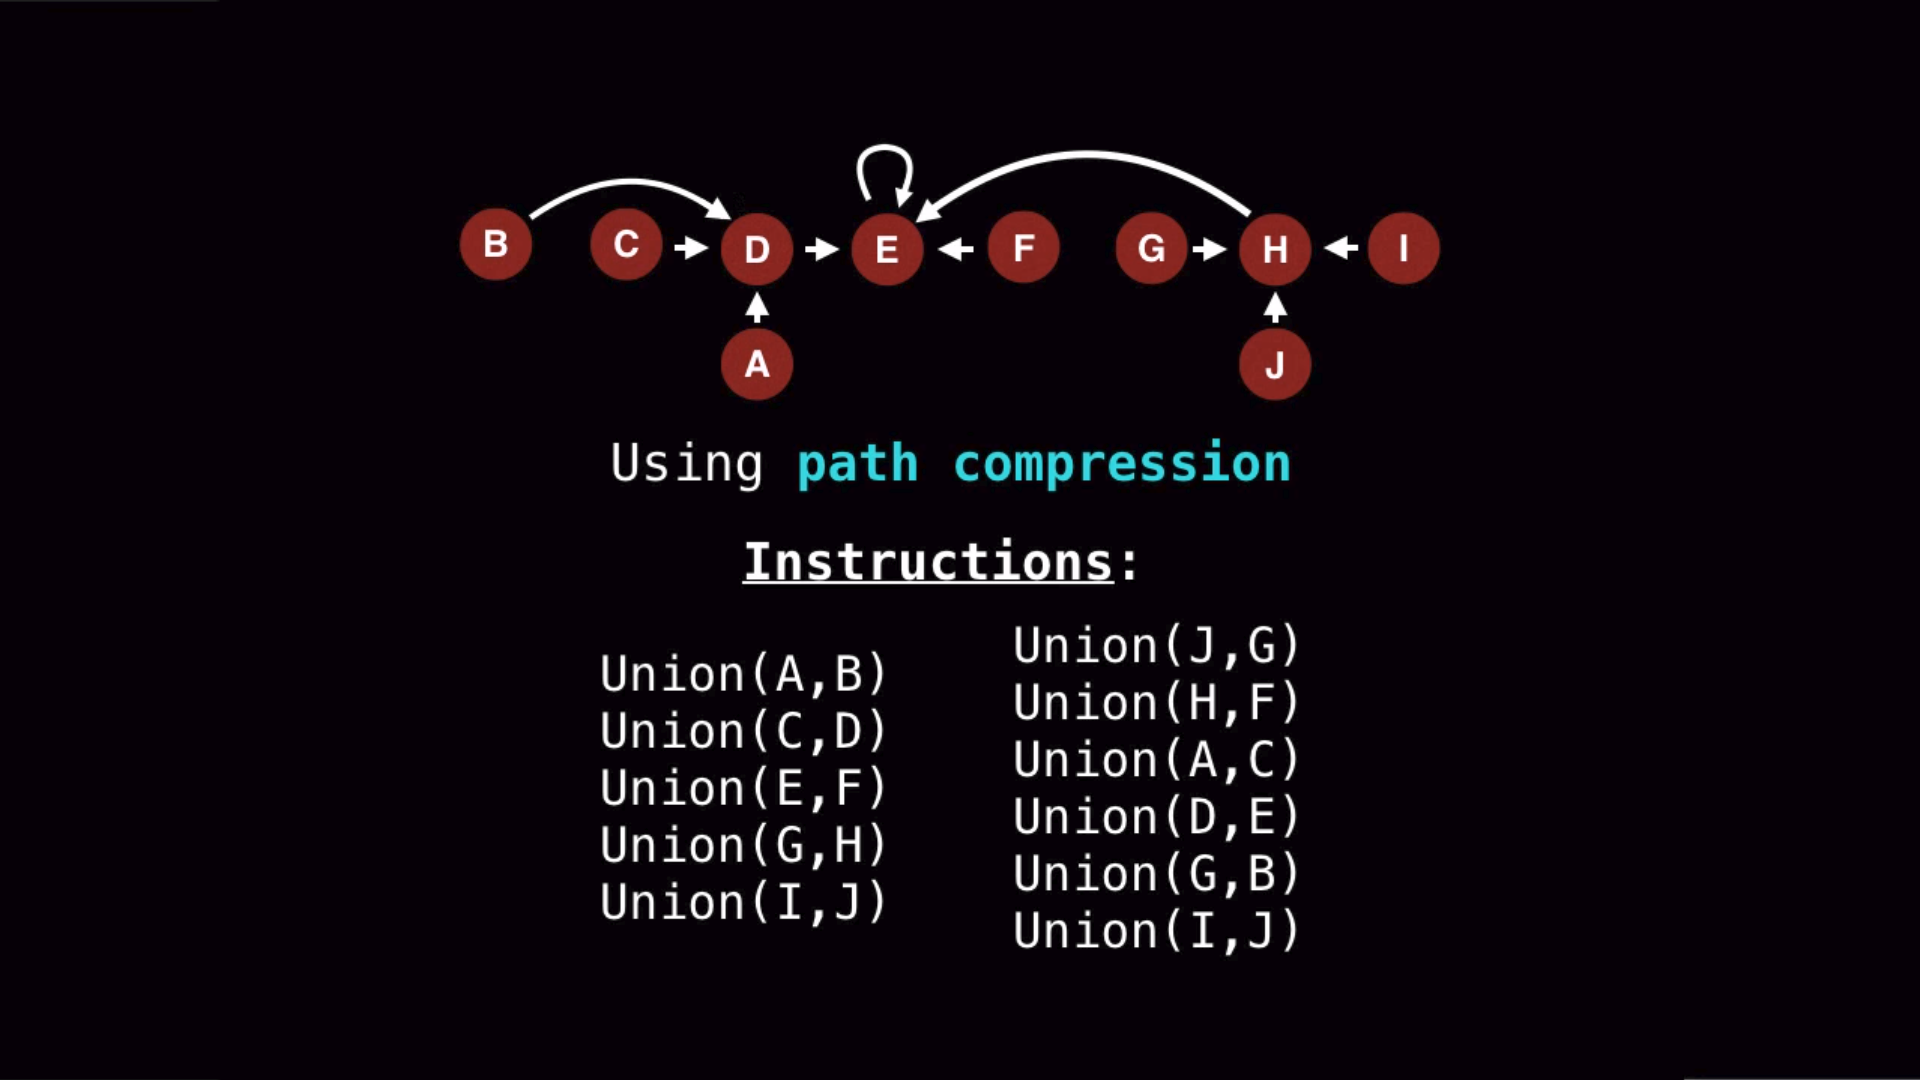 B C D E F G H I
A J
Using path compression
Instructions:
Union(A,B)
Union(C,D)
Union(E,F)
Union(G,H)
Union(I,J)
Union(J,G)
Union(H,F)
Union(A,C)
Union(D,E)
Union(G,B)
Union(I,J)